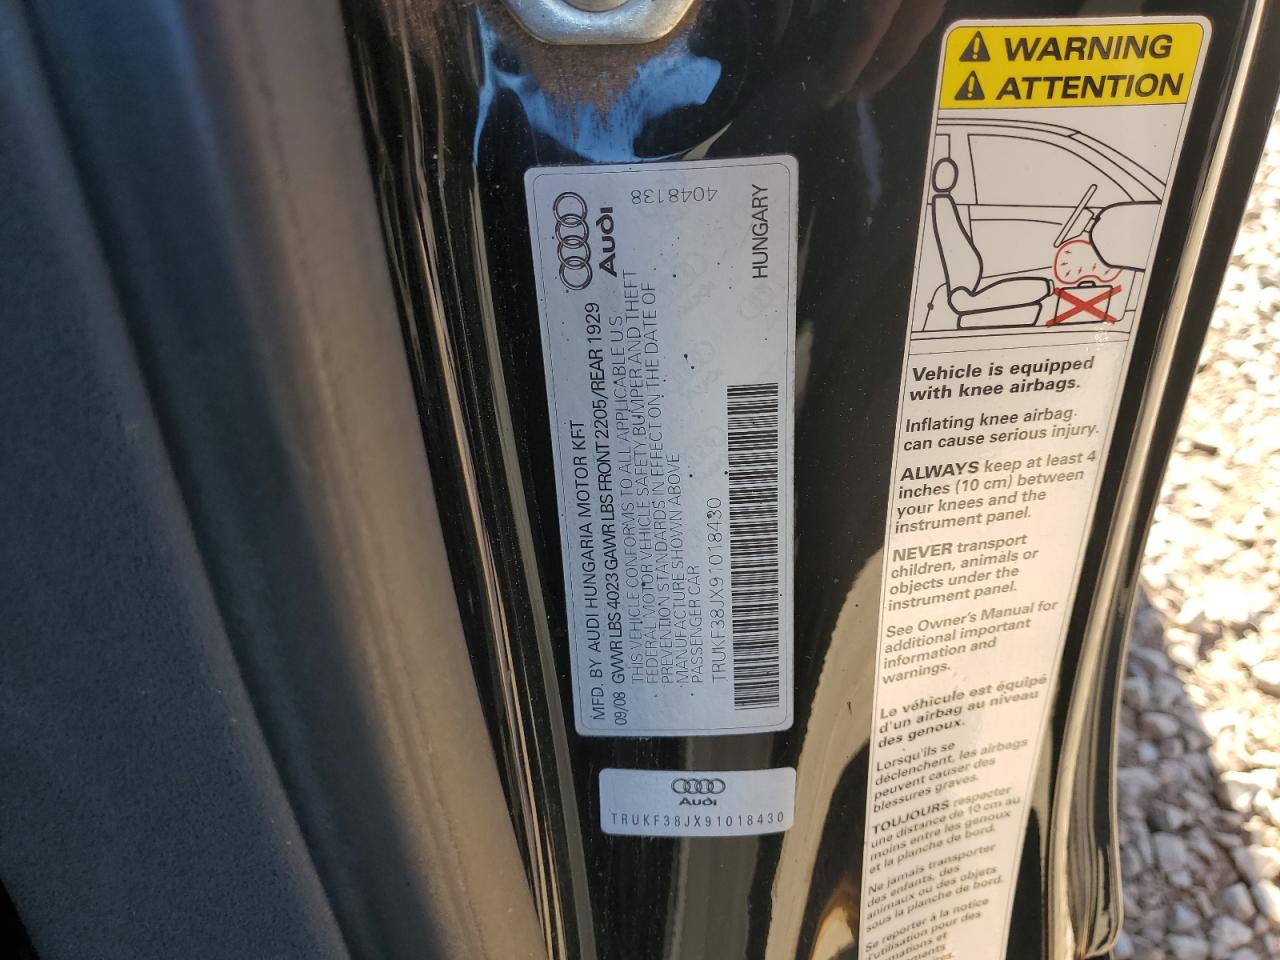 Audi
4048138
HUNGARY
MFD. BY AUDI HUNGARIA MOTOR KFT
09/08 GVWR LBS 4023 GAWR LBS FRONT 2205/REAR 1929
THIS VEHICLE CONFORMS TO ALL APPLICABLE U.S.
FEDERAL MOTOR VEHICLE SAFETY, BUMPER AND THEFT
PREVENTION STANDARDS IN EFFECT ON THE DATE OF
MANUFACTURE SHOWN ABOVE
PASSENGER CAR
TRUKF38JX91018430
Audi
TRUKF38JX91018430
WARNING
ATTENTION
Vehicle is equipped
with knee airbags.
Inflating knee airbag
can cause serious injury.
ALWAYS keep at least 4
inches (10 cm) between
your knees and the
instrument panel.
NEVER transport
children, animals or
objects under the
instrument panel.
See Owner's Manual for
additional important
information and
warnings.
Le véhicule est équipé
d'un airbag au niveau
des genoux.
Lorsqu'ils se
déclenchent, les airbags
peuvent causer des
blessures graves.
TOUJOURS respecter
une distance de 10 cm au
moins entre les genoux
et la planche de bord.
Ne jamais transporter
des enfants, des
animaux ou des objets
sous la planche de bord.
Se reporter à la notice
d'utilisation pour des